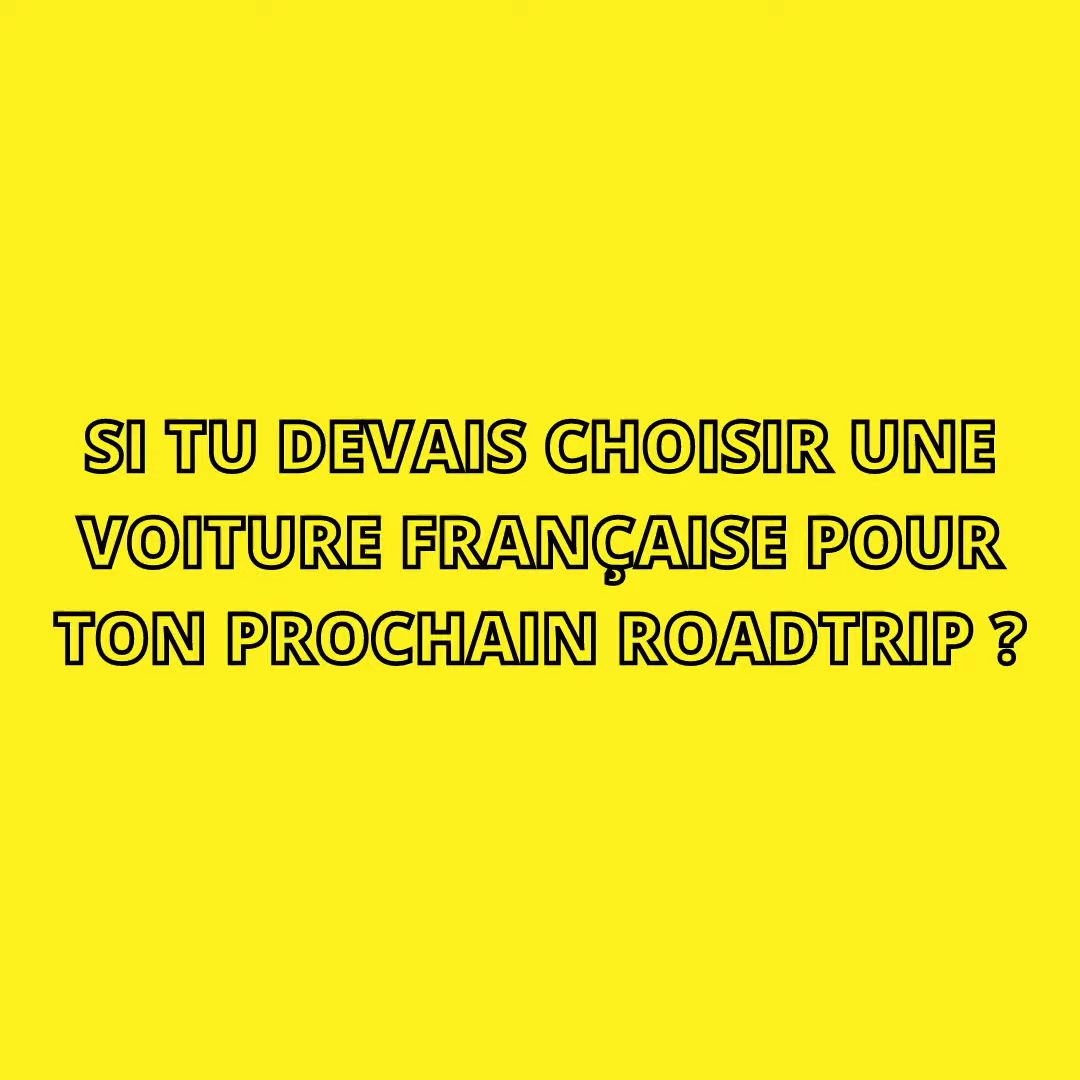 SI TU DEVAIS CHOISIR UNE
VOITURE FRANÇAISE POUR
TON PROCHAIN ROADTRIP ?